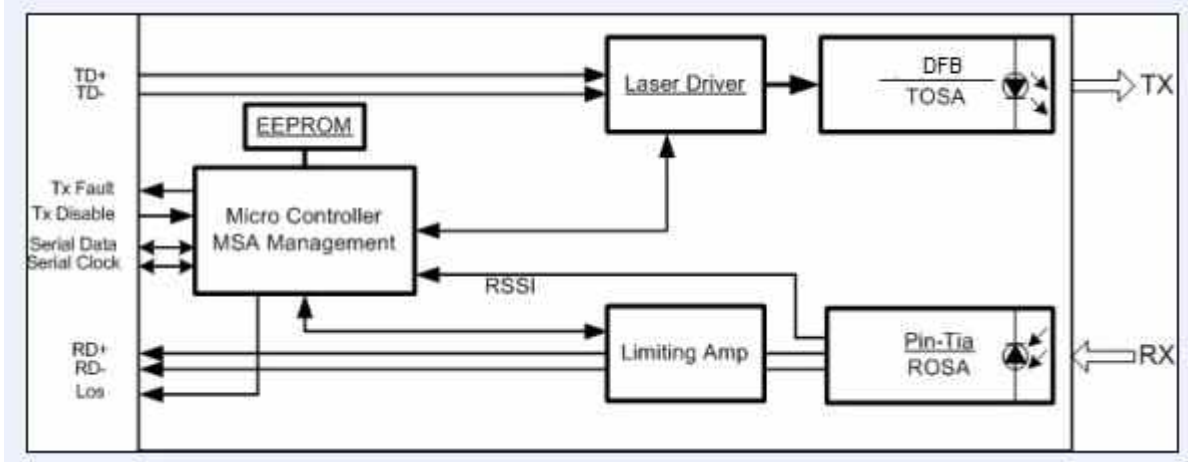 TD+
TD-
Laser Driver
DFB
TOSA
TX
EEPROM
Tx Fault
Tx Disable
Serial Data
Serial Clock
Micro Controller
MSA Management
RSSI
RD+
RD-
Los
Limiting Amp
Pin-Tia
ROSA
RX